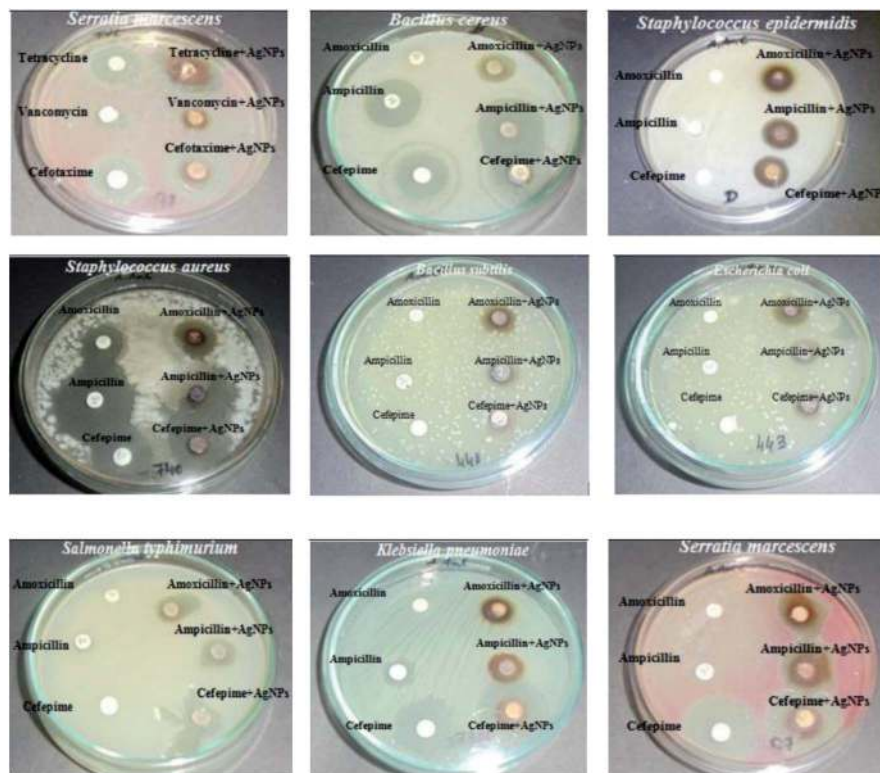 Serratia marcescens
Tetracycline
Tetracycline+AgNPs
Vancomycin
Vancomycin+AgNPs
Cefotaxime
Cefotaxime+AgNPs
Bacillus cereus
Amoxicillin
Amoxicillin+AgNPs
Ampicillin
Ampicillin+AgNPs
Cefepime
Cefepime+AgNPs
Staphylococcus epidermidis
Amoxicillin
Amoxicillin+AgNPs
Ampicillin
Ampicillin+AgNPs
Cefepime
Cefepime+AgNP
D
Staphylococcus aureus
Amoxicillin
Amoxicillin+AgNPs
Ampicillin
Ampicillin+AgNPs
Cefepime
Cefepime+AgNPs
740
Bacillus subtilis
Amoxicillin
Amoxicillin+AgNPs
Ampicillin
Ampicillin+AgNPs
Cefepime
Cefepime+AgNPs
Escherichia coli
Amoxicillin
Amoxicillin+AgNPs
Ampicillin
Ampicillin+AgNPs
Cefepime
Cefepime+AgNPs
443
Salmonella typhimurium
Amoxicillin
Amoxicillin+AgNPs
Ampicillin
Ampicillin+AgNPs
Cefepime
Cefepime+AgNPs
Klebsiella pneumoniae
Amoxicillin
Amoxicillin+AgNPs
Ampicillin
Ampicillin+AgNPs
Cefepime
Cefepime+AgNPs
Serratia marcescens
Amoxicillin
Amoxicillin+AgNPs
Ampicillin
Ampicillin+AgNPs
Cefepime
Cefepime+AgNPs